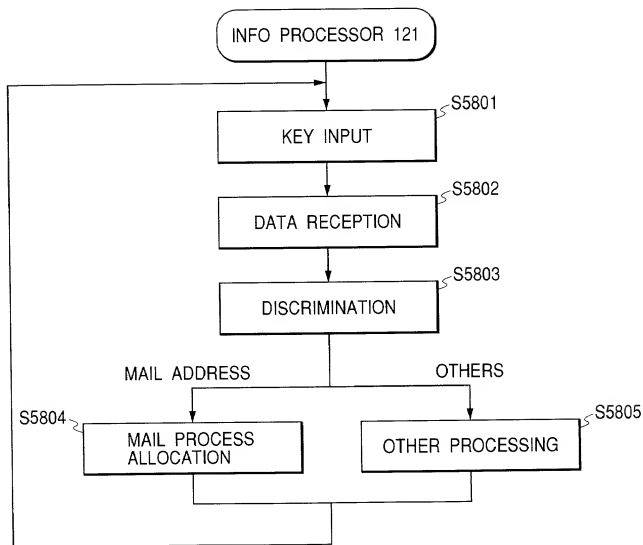 INFO PROCESSOR 121
S5801
KEY INPUT
S5802
DATA RECEPTION
S5803
DISCRIMINATION
MAIL ADDRESS
OTHERS
S5804
MAIL PROCESS
ALLOCATION
S5805
OTHER PROCESSING